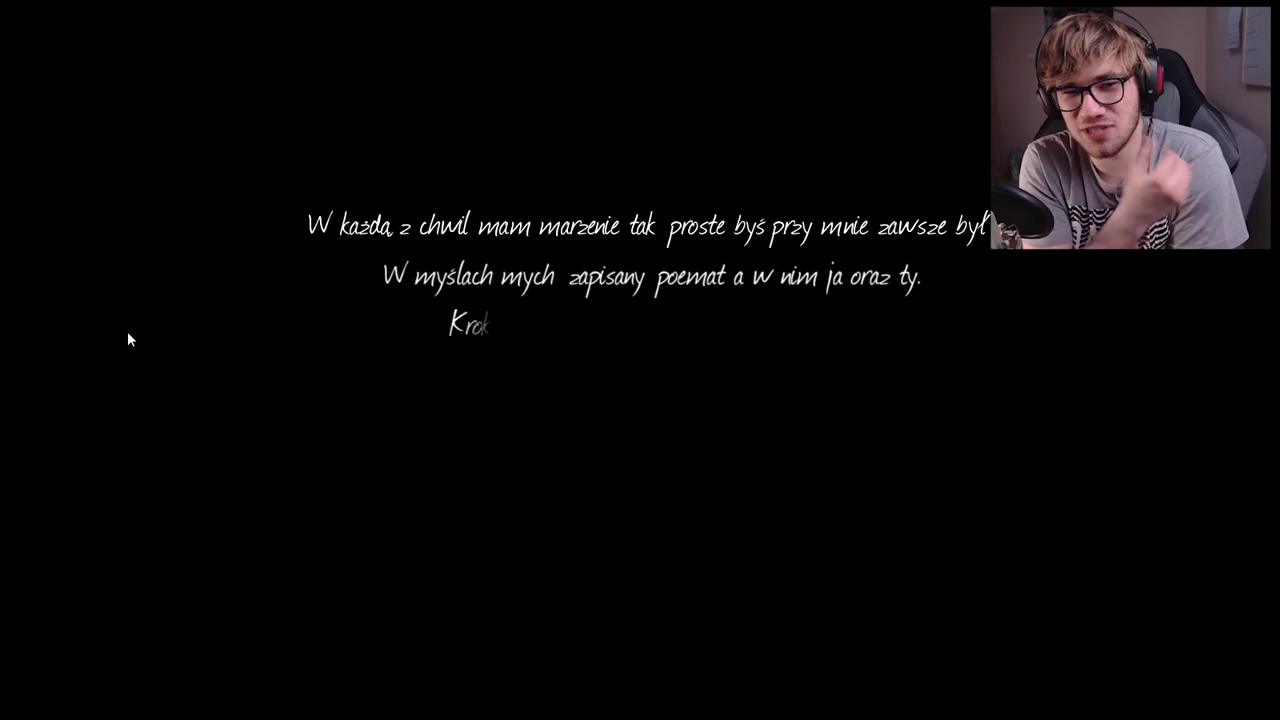 W każdą z chwil mam marzenie tak proste byś przy mnie zawsze był
W myślach mych zapisany poemat a w nim ja oraz ty.
Krok